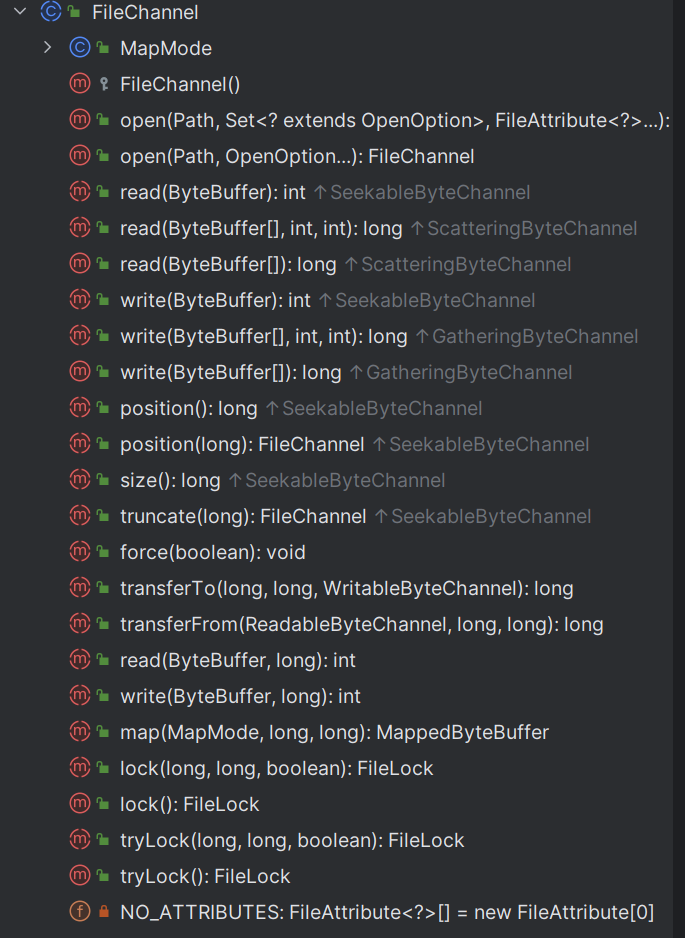 FileChannel
MapMode
FileChannel()
open(Path, Set<? extends OpenOption>, FileAttribute<?>...):
open(Path, OpenOption...): FileChannel
read(ByteBuffer): int ↑SeekableByteChannel
read(ByteBuffer[], int, int): long ↑ScatteringByteChannel
read(ByteBuffer[]): long ↑ScatteringByteChannel
write(ByteBuffer): int ↑SeekableByteChannel
write(ByteBuffer[], int, int): long ↑GatheringByteChannel
write(ByteBuffer[]): long ↑GatheringByteChannel
position(): long ↑SeekableByteChannel
position(long): FileChannel ↑SeekableByteChannel
size(): long ↑SeekableByteChannel
truncate(long): FileChannel ↑SeekableByteChannel
force(boolean): void
transferTo(long, long, WritableByteChannel): long
transferFrom(ReadableByteChannel, long, long): long
read(ByteBuffer, long): int
write(ByteBuffer, long): int
map(MapMode, long, long): MappedByteBuffer
lock(long, long, boolean): FileLock
lock(): FileLock
tryLock(long, long, boolean): FileLock
tryLock(): FileLock
NO_ATTRIBUTES: FileAttribute<?>[] = new FileAttribute[0]